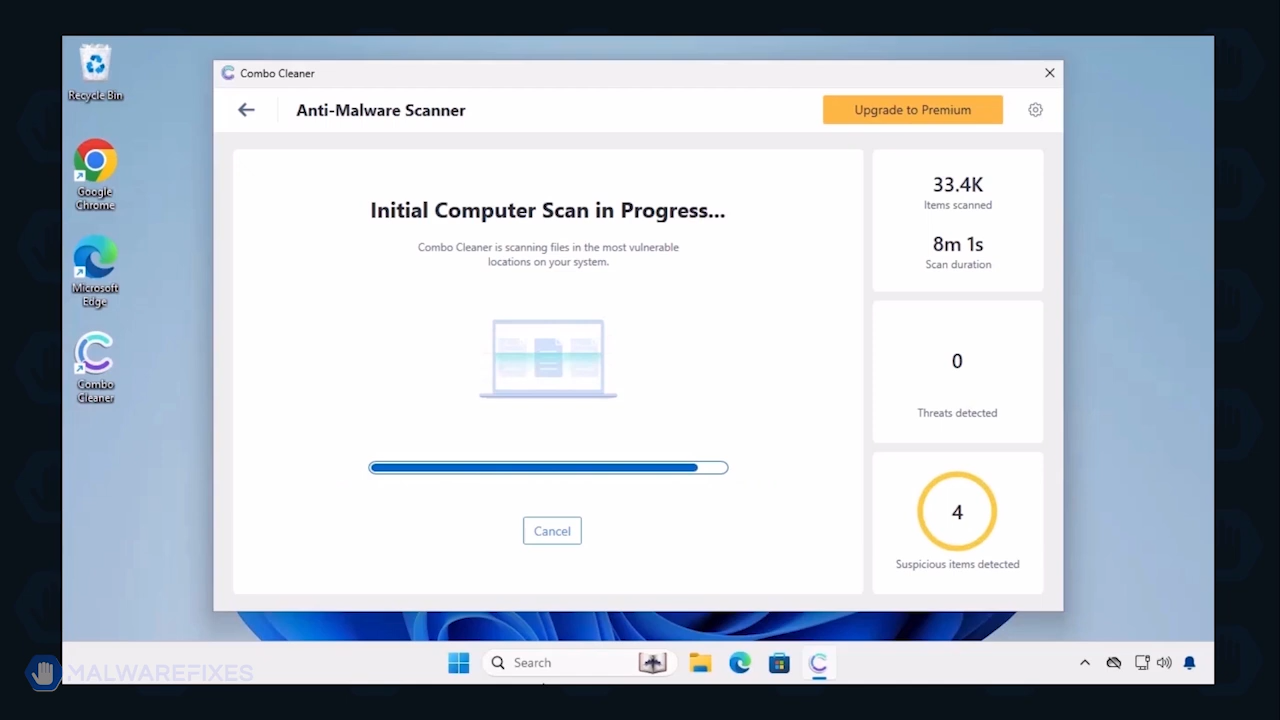 Recycle Bin
Google
Chrome
Microsoft
Edge
Combo
Cleaner
Combo Cleaner
Anti-Malware Scanner
Upgrade to Premium
Initial Computer Scan in Progress...
Combo Cleaner is scanning files in the most vulnerable
locations on your system.
Cancel
33.4K
Items scanned
8m 1s
Scan duration
0
Threats detected
4
Suspicious items detected
Search
MALWAREFIXES